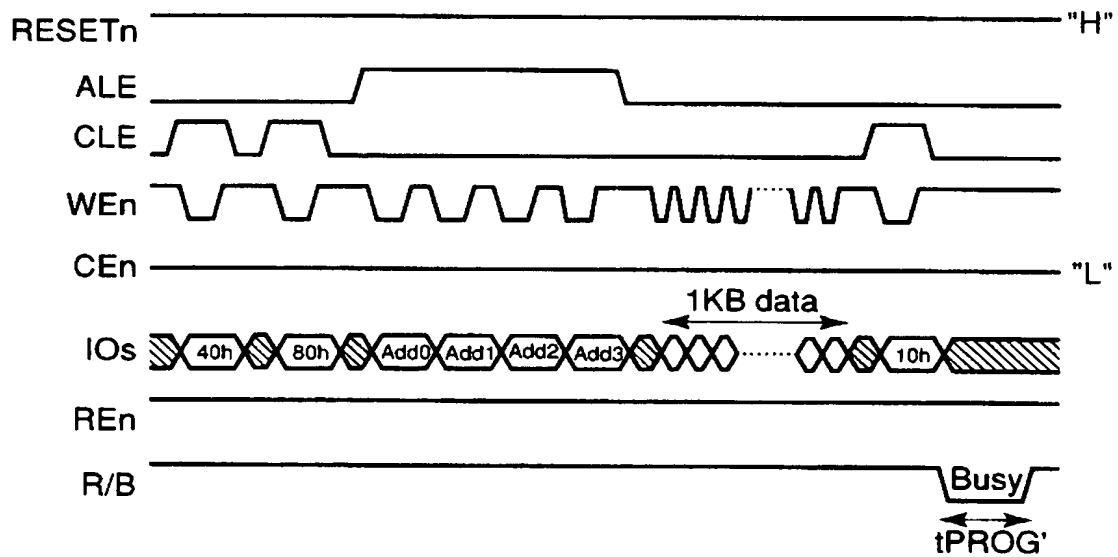 RESETn "H"
ALE
CLE
WEn
CEn "L"
1KB data
IOs 40h 80h Add0 Add1 Add2 Add3 10h
REn
R/B Busy
tPROG'